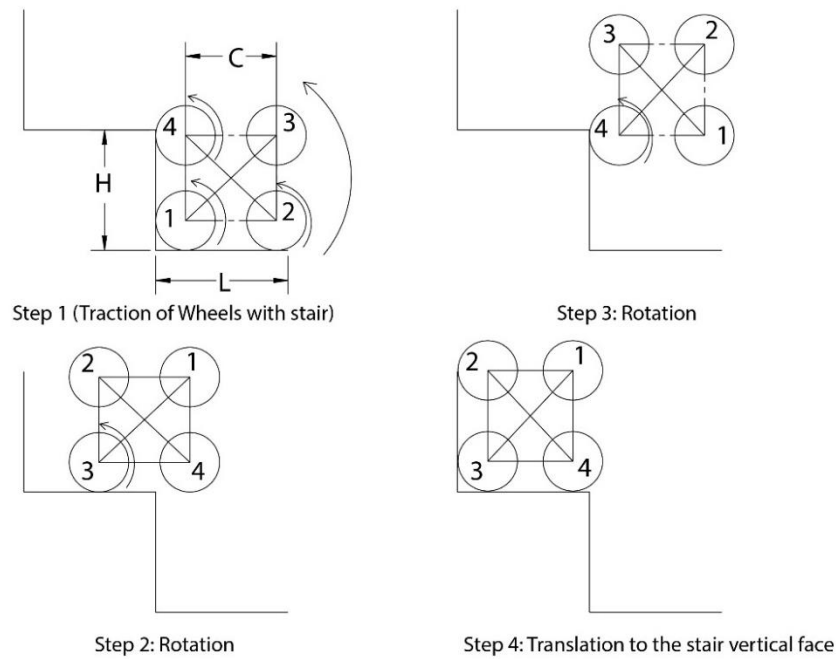 C
4
3
H
1
2
L
Step 1 (Traction of Wheels with stair)
3
2
4
1
Step 3: Rotation
2
1
3
4
Step 2: Rotation
2
1
3
4
Step 4: Translation to the stair vertical face